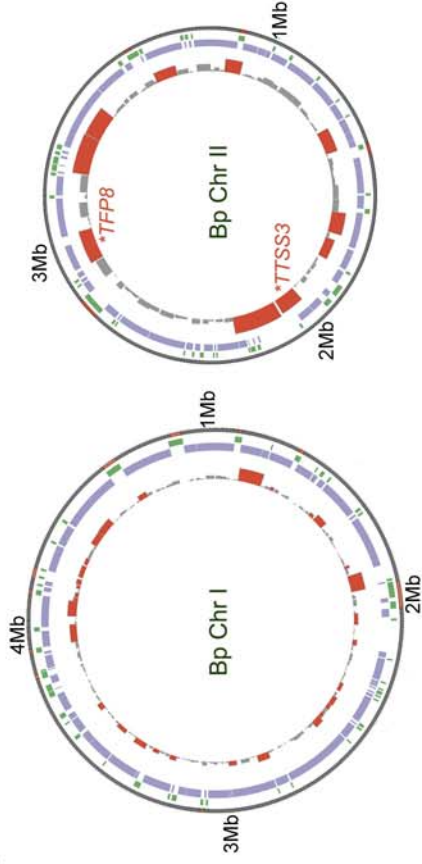 1Mb
3Mb
*TFP8
Bp Chr II
*TTSS3
2Mb
4Mb
1Mb
Bp Chr I
3Mb
2Mb